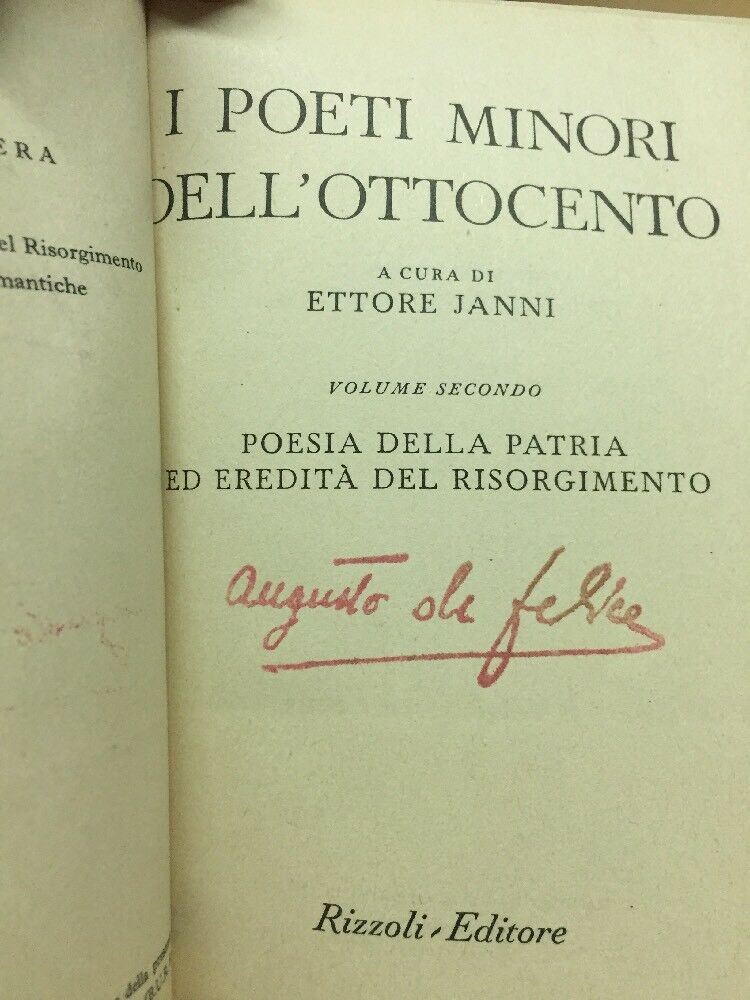 ERA
el Risorgimento
mantiche
I POETI MINORI
DELL'OTTOCENTO
A CURA DI
ETTORE JANNI
VOLUME SECONDO
POESIA DELLA PATRIA
ED EREDITÀ DEL RISORGIMENTO
Augusto de felice
Rizzoli - Editore
della